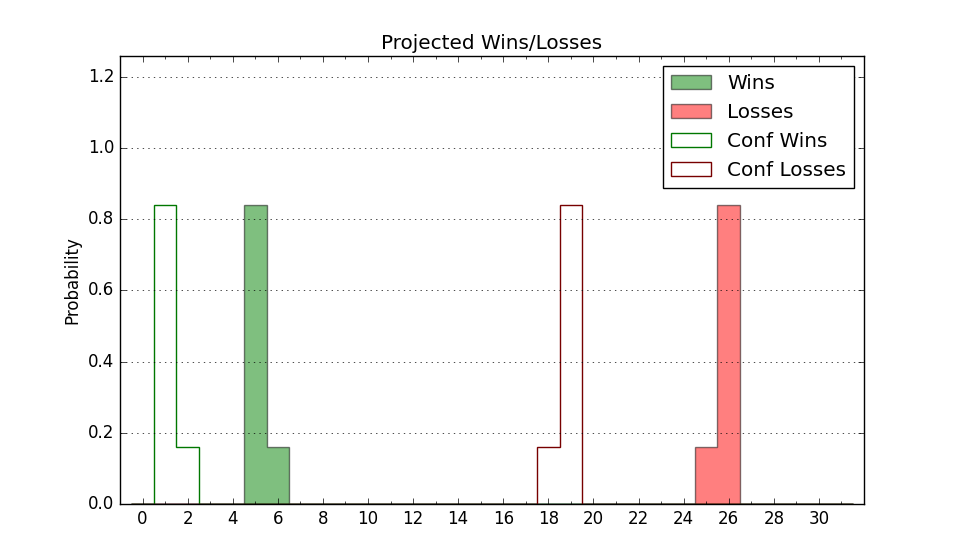 Projected Wins/Losses
Wins
Losses
Conf Wins
Conf Losses
Probability
1.2
1.0
0.8
0.6
0.4
0.2
0.0
0 2 4 6 8 10 12 14 16 18 20 22 24 26 28 30